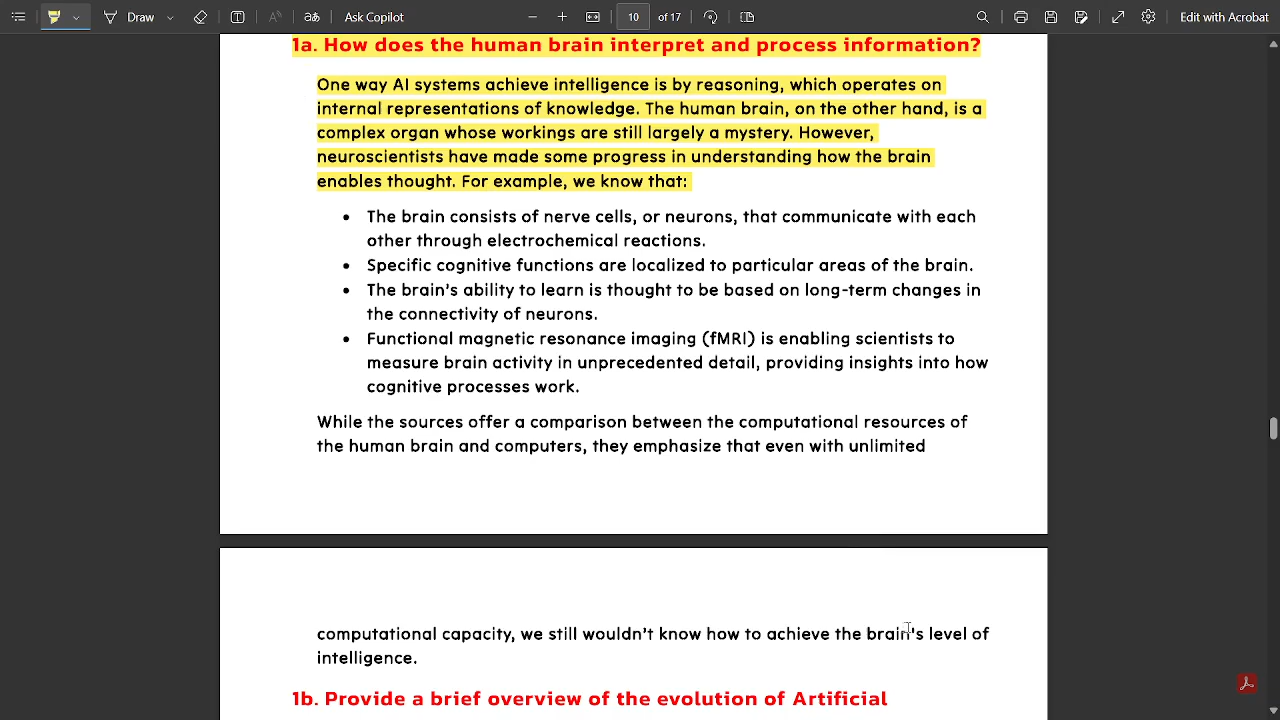 Draw
Ask Copilot
10 of 17
Edit with Acrobat
1a. How does the human brain interpret and process information?
One way AI systems achieve intelligence is by reasoning, which operates on
internal representations of knowledge. The human brain, on the other hand, is a
complex organ whose workings are still largely a mystery. However,
neuroscientists have made some progress in understanding how the brain
enables thought. For example, we know that:
• The brain consists of nerve cells, or neurons, that communicate with each
other through electrochemical reactions.
• Specific cognitive functions are localized to particular areas of the brain.
• The brain's ability to learn is thought to be based on long-term changes in
the connectivity of neurons.
• Functional magnetic resonance imaging (fMRI) is enabling scientists to
measure brain activity in unprecedented detail, providing insights into how
cognitive processes work.
While the sources offer a comparison between the computational resources of
the human brain and computers, they emphasize that even with unlimited
computational capacity, we still wouldn't know how to achieve the brain's level of
intelligence.
1b. Provide a brief overview of the evolution of Artificial